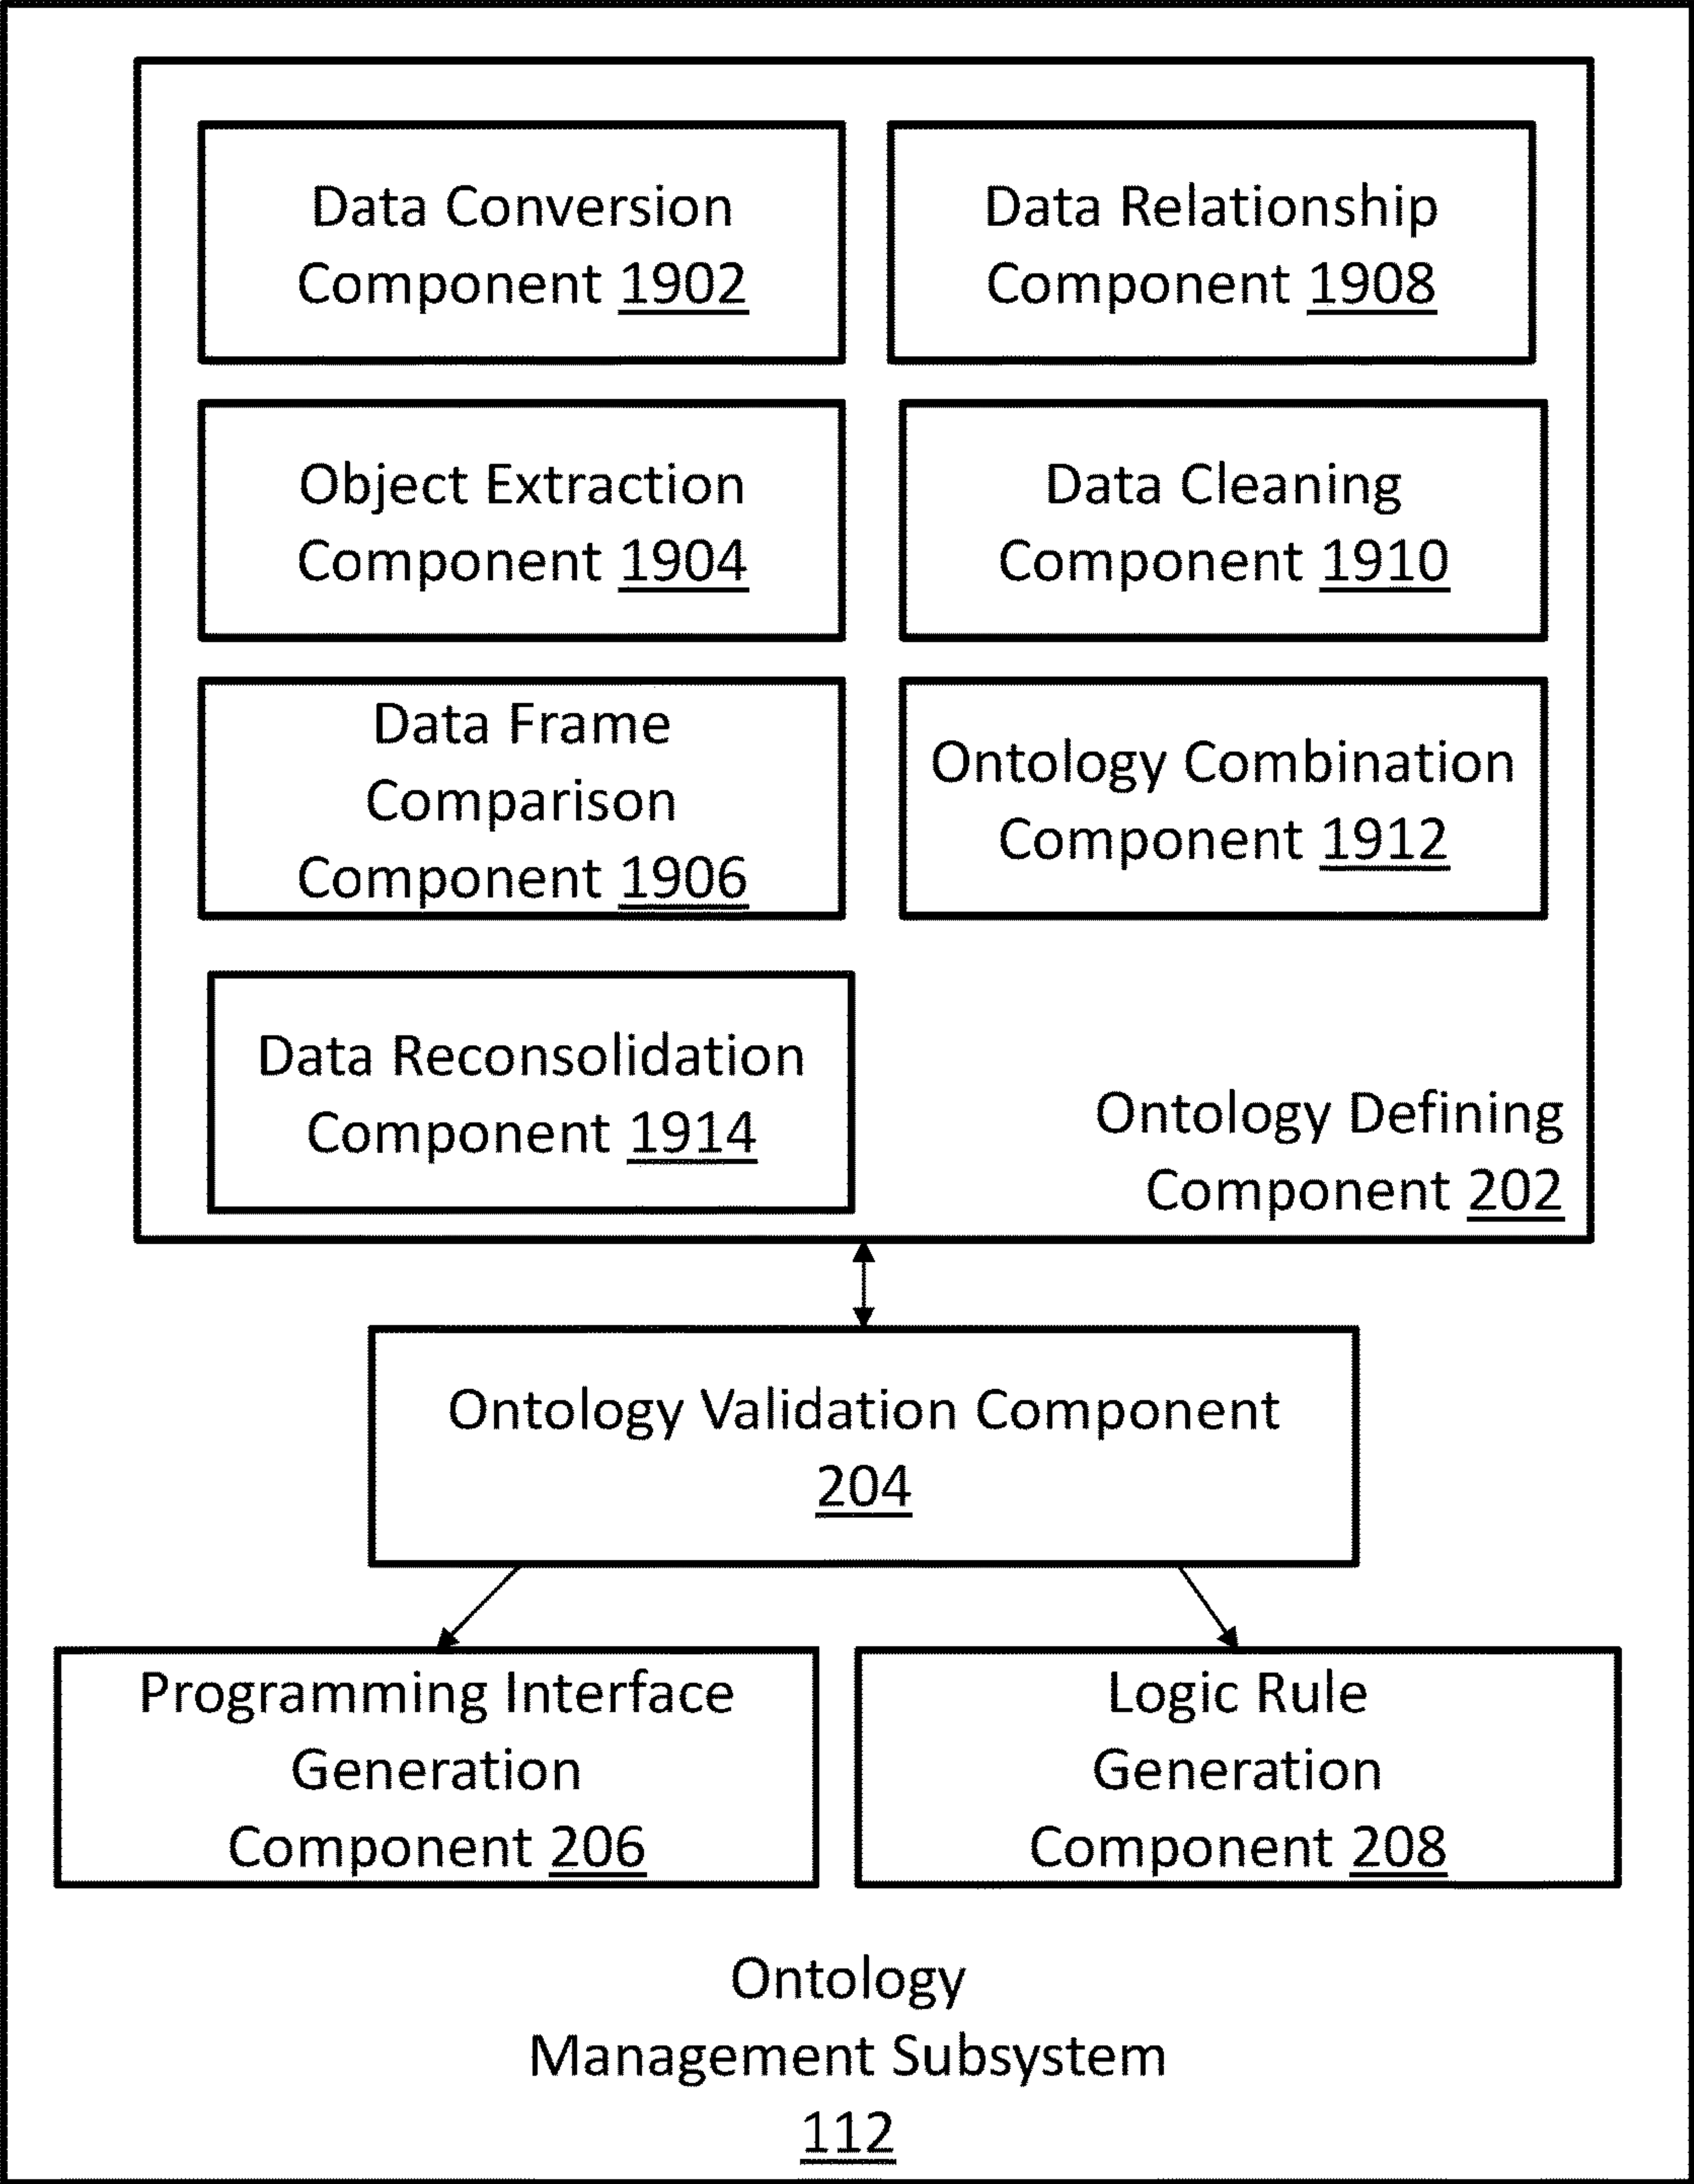 Data Conversion
Component 1902
Data Relationship
Component 1908
Object Extraction
Component 1904
Data Cleaning
Component 1910
Data Frame
Comparison
Component 1906
Ontology Combination
Component 1912
Data Reconsolidation
Component 1914
Ontology Defining
Component 202
Ontology Validation Component
204
Programming Interface
Generation
Component 206
Logic Rule
Generation
Component 208
Ontology
Management Subsystem
112